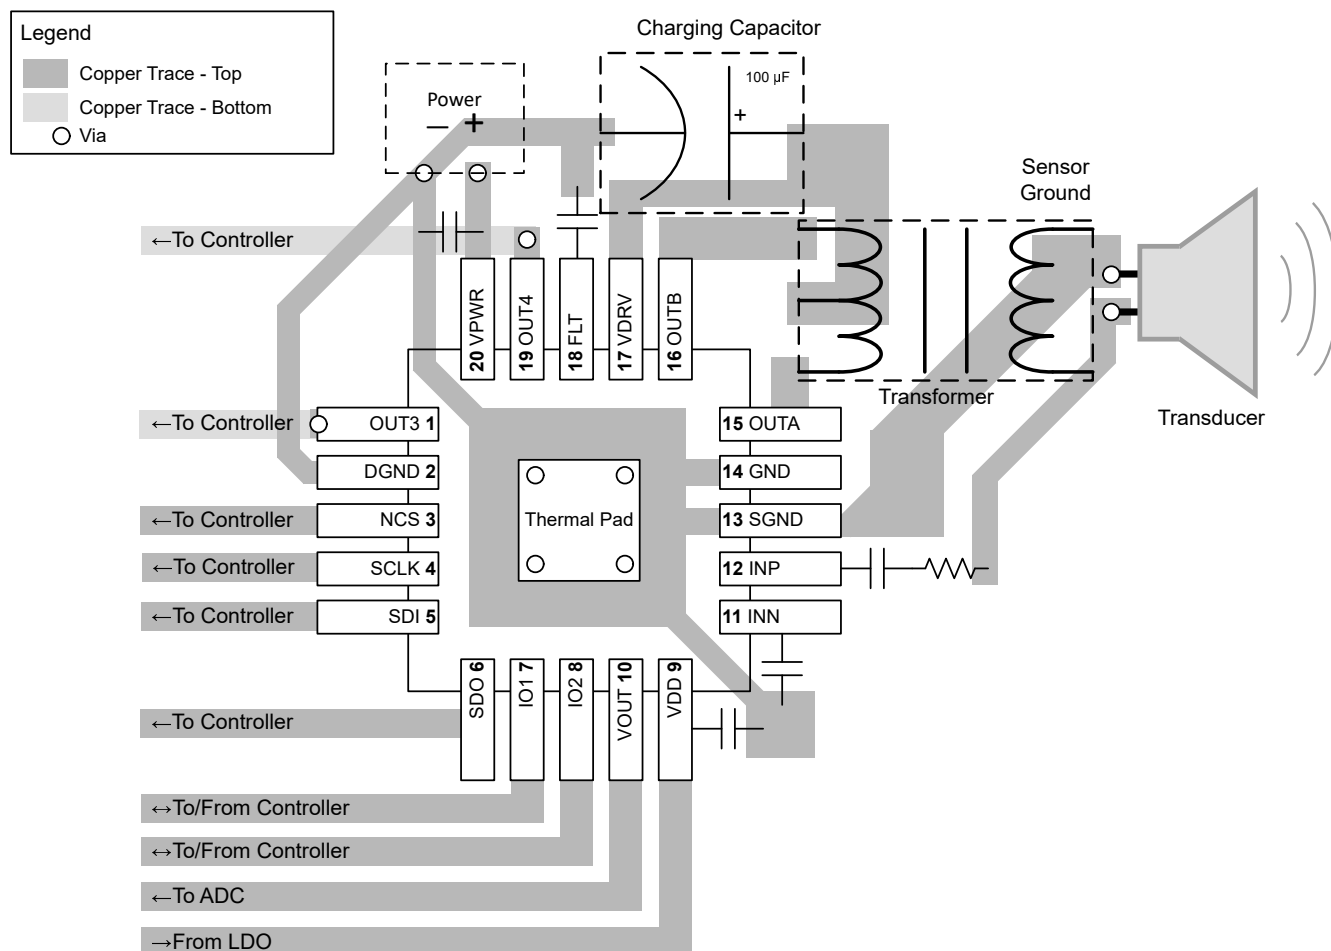 Legend
Copper Trace - Top
Copper Trace - Bottom
Via
Charging Capacitor
100 µF
+
Power
— +
Sensor
Ground
←To Controller
20 VPWR
19 OUT4
18 FLT
17 VDRV
16 OUTB
Transformer
Transducer
←To Controller
OUT3 1
15 OUTA
DGND 2
14 GND
←To Controller
NCS 3
Thermal Pad
13 SGND
←To Controller
SCLK 4
12 INP
←To Controller
SDI 5
11 INN
SDO 6
IO1 7
IO2 8
VOUT 10
VDD 9
←To Controller
↔To/From Controller
↔To/From Controller
←To ADC
→From LDO